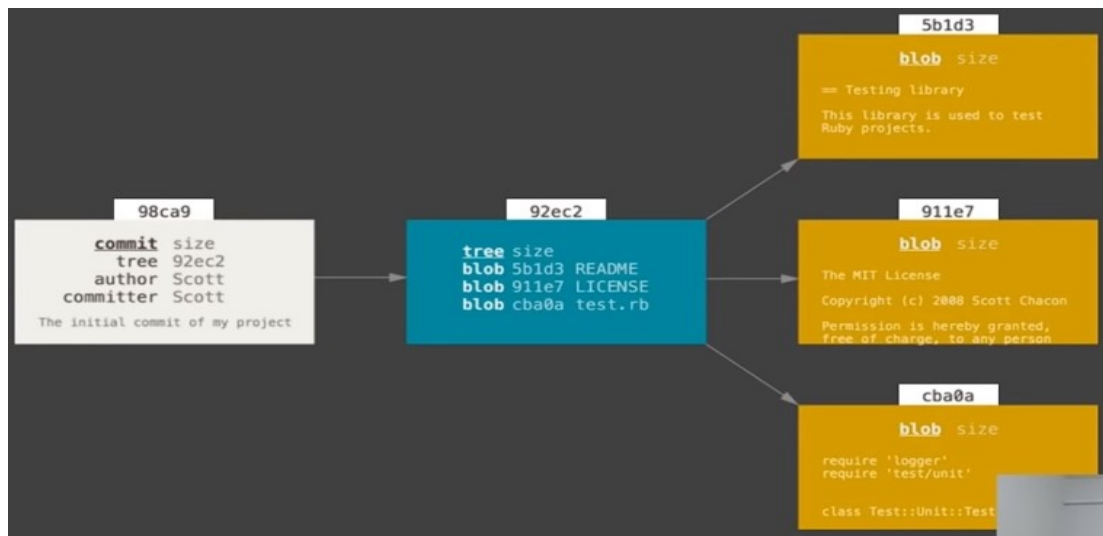 98ca9
commit size
tree 92ec2
author Scott
committer Scott
The initial commit of my project
92ec2
tree size
blob 5b1d3 README
blob 911e7 LICENSE
blob cba0a test.rb
5b1d3
blob size
== Testing library
This library is used to test
Ruby projects.
911e7
blob size
The MIT License
Copyright (c) 2008 Scott Chacon
Permission is hereby granted,
free of charge, to any person
cba0a
blob size
require 'logger'
require 'test/unit'
class Test::Unit::Test